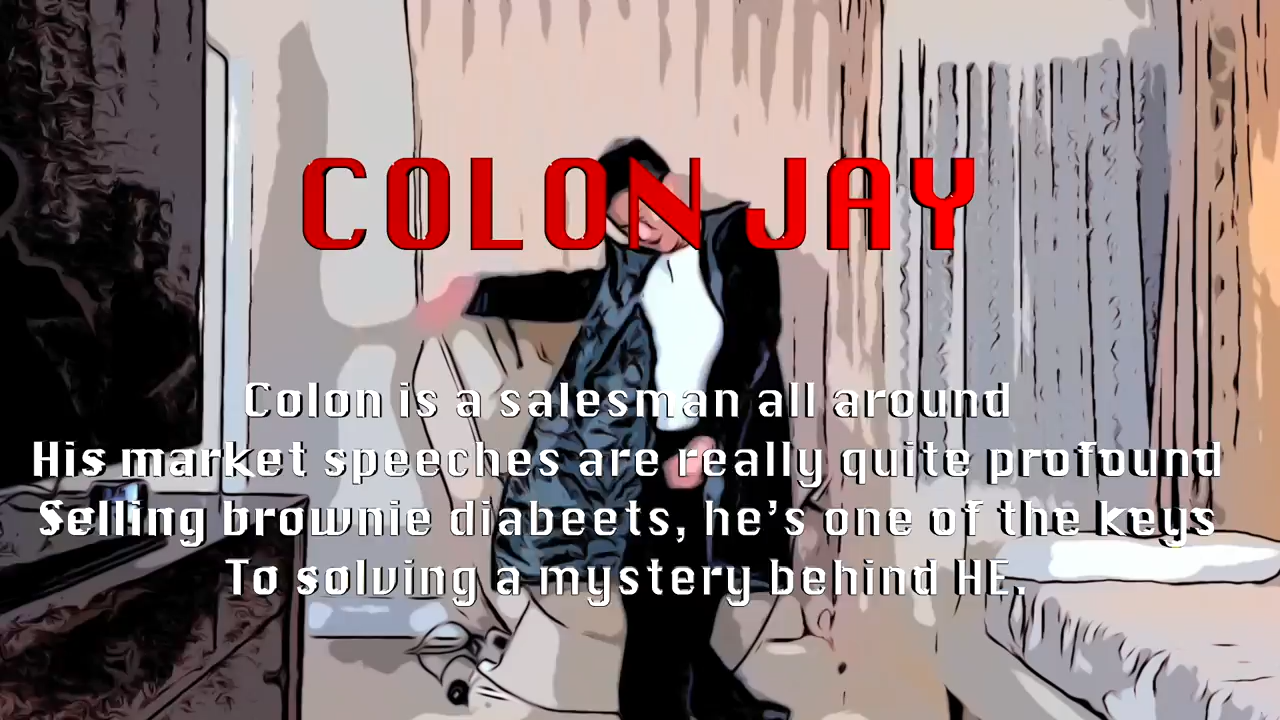 COLON JAY
Colon is a salesman all around
His market speeches are really quite profound
Selling brownie diabeets, he's one of the keys
To solving a mystery behind HE.